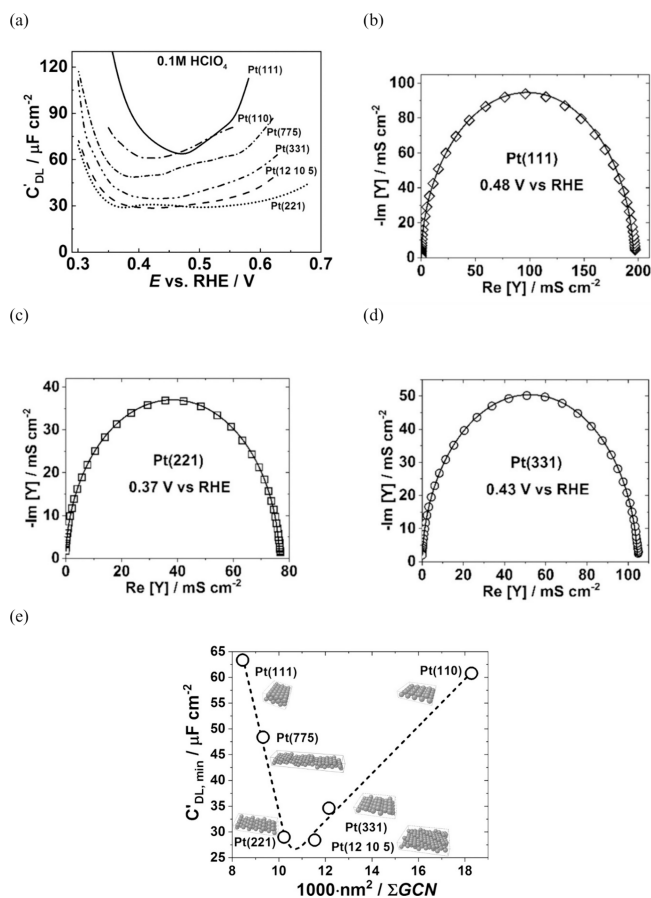 (a)
(b)
0.1M HClO4
Pt(111)
Pt(110)
Pt(775)
Pt(331)
Pt(12 10 5)
Pt(221)
120
90
60
30
0
0.3 0.4 0.5 0.6 0.7
C'DL / μF cm-2
E vs. RHE / V
100
80
60
40
20
0
Pt(111)
0.48 V vs RHE
0 50 100 150 200
-Im [Y] / mS cm-2
Re [Y] / mS cm-2
(c)
(d)
40
30
20
10
0
Pt(221)
0.37 V vs RHE
0 20 40 60 80
-Im [Y] / mS cm-2
Re [Y] / mS cm-2
50
40
30
20
10
0
Pt(331)
0.43 V vs RHE
0 20 40 60 80 100
-Im [Y] / mS cm-2
Re [Y] / mS cm-2
(e)
65
60
55
50
45
40
35
30
25
Pt(111)
Pt(110)
Pt(775)
Pt(331)
Pt(221)
Pt(12 10 5)
8 10 12 14 16 18
C'DL, min / μF cm-2
1000·nm2 / ΣGCN